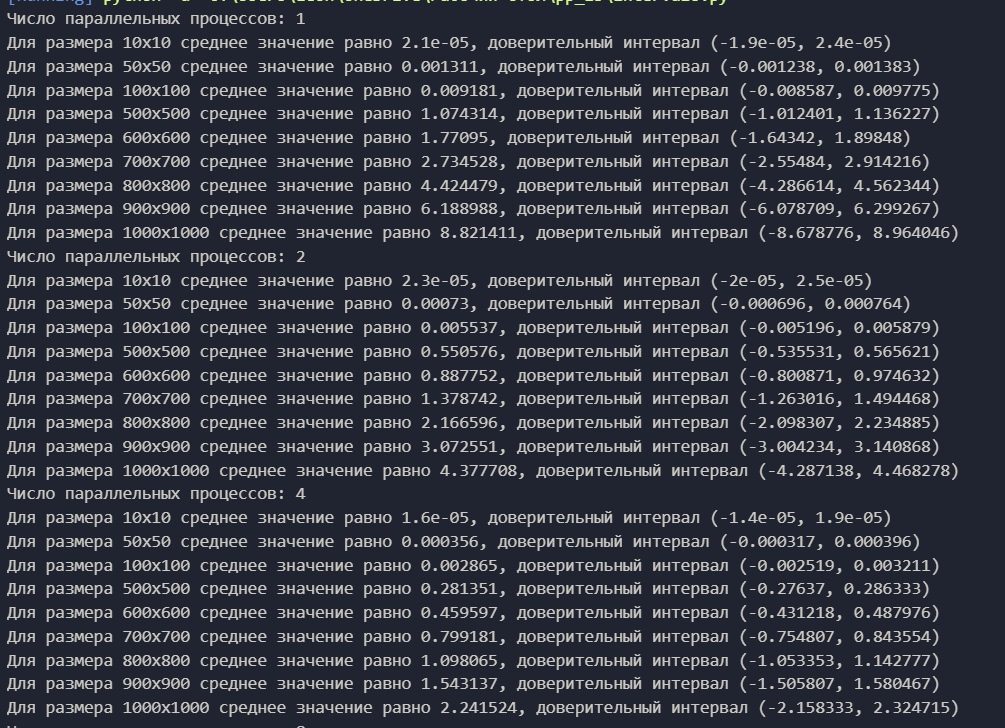 Число параллельных процессов: 1
Для размера 10x10 среднее значение равно 2.1e-05, доверительный интервал (-1.9e-05, 2.4e-05)
Для размера 50x50 среднее значение равно 0.001311, доверительный интервал (-0.001238, 0.001383)
Для размера 100x100 среднее значение равно 0.009181, доверительный интервал (-0.008587, 0.009775)
Для размера 500x500 среднее значение равно 1.074314, доверительный интервал (-1.012401, 1.136227)
Для размера 600x600 среднее значение равно 1.77095, доверительный интервал (-1.64342, 1.89848)
Для размера 700x700 среднее значение равно 2.734528, доверительный интервал (-2.55484, 2.914216)
Для размера 800x800 среднее значение равно 4.424479, доверительный интервал (-4.286614, 4.562344)
Для размера 900x900 среднее значение равно 6.188988, доверительный интервал (-6.078709, 6.299267)
Для размера 1000x1000 среднее значение равно 8.821411, доверительный интервал (-8.678776, 8.964046)
Число параллельных процессов: 2
Для размера 10x10 среднее значение равно 2.3e-05, доверительный интервал (-2e-05, 2.5e-05)
Для размера 50x50 среднее значение равно 0.00073, доверительный интервал (-0.000696, 0.000764)
Для размера 100x100 среднее значение равно 0.005537, доверительный интервал (-0.005196, 0.005879)
Для размера 500x500 среднее значение равно 0.550576, доверительный интервал (-0.535531, 0.565621)
Для размера 600x600 среднее значение равно 0.887752, доверительный интервал (-0.800871, 0.974632)
Для размера 700x700 среднее значение равно 1.378742, доверительный интервал (-1.263016, 1.494468)
Для размера 800x800 среднее значение равно 2.166596, доверительный интервал (-2.098307, 2.234885)
Для размера 900x900 среднее значение равно 3.072551, доверительный интервал (-3.004234, 3.140868)
Для размера 1000x1000 среднее значение равно 4.377708, доверительный интервал (-4.287138, 4.468278)
Число параллельных процессов: 4
Для размера 10x10 среднее значение равно 1.6e-05, доверительный интервал (-1.4e-05, 1.9e-05)
Для размера 50x50 среднее значение равно 0.000356, доверительный интервал (-0.000317, 0.000396)
Для размера 100x100 среднее значение равно 0.002865, доверительный интервал (-0.002519, 0.003211)
Для размера 500x500 среднее значение равно 0.281351, доверительный интервал (-0.27637, 0.286333)
Для размера 600x600 среднее значение равно 0.459597, доверительный интервал (-0.431218, 0.487976)
Для размера 700x700 среднее значение равно 0.799181, доверительный интервал (-0.754807, 0.843554)
Для размера 800x800 среднее значение равно 1.098065, доверительный интервал (-1.053353, 1.142777)
Для размера 900x900 среднее значение равно 1.543137, доверительный интервал (-1.505807, 1.580467)
Для размера 1000x1000 среднее значение равно 2.241524, доверительный интервал (-2.158333, 2.324715)